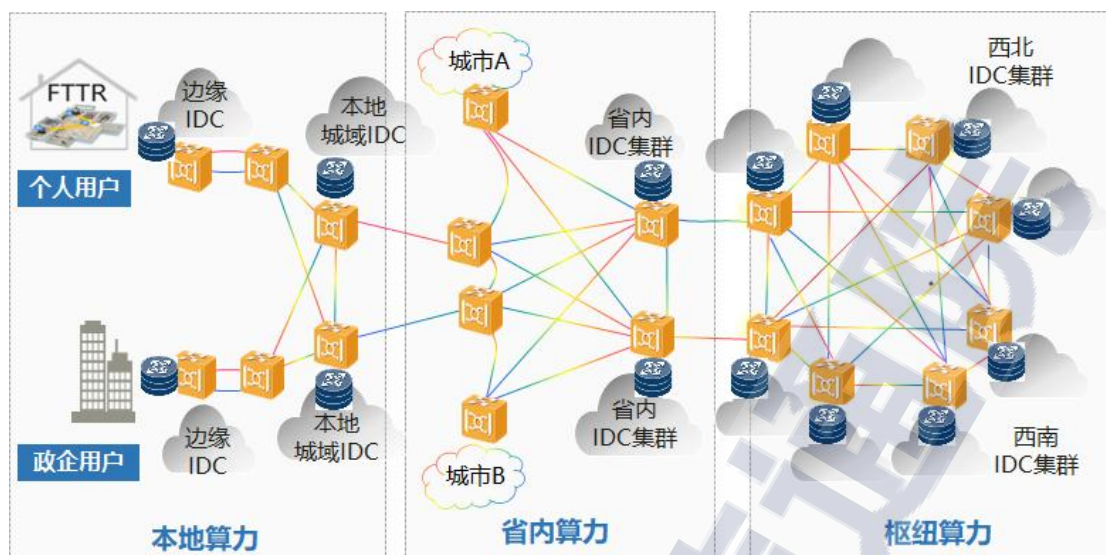 FTTR
个人用户
边缘
IDC
本地
城域IDC
政企用户
边缘
IDC
本地
城域IDC
本地算力
城市A
省内
IDC集群
城市B
省内
IDC集群
省内算力
西北
IDC集群
西南
IDC集群
枢纽算力